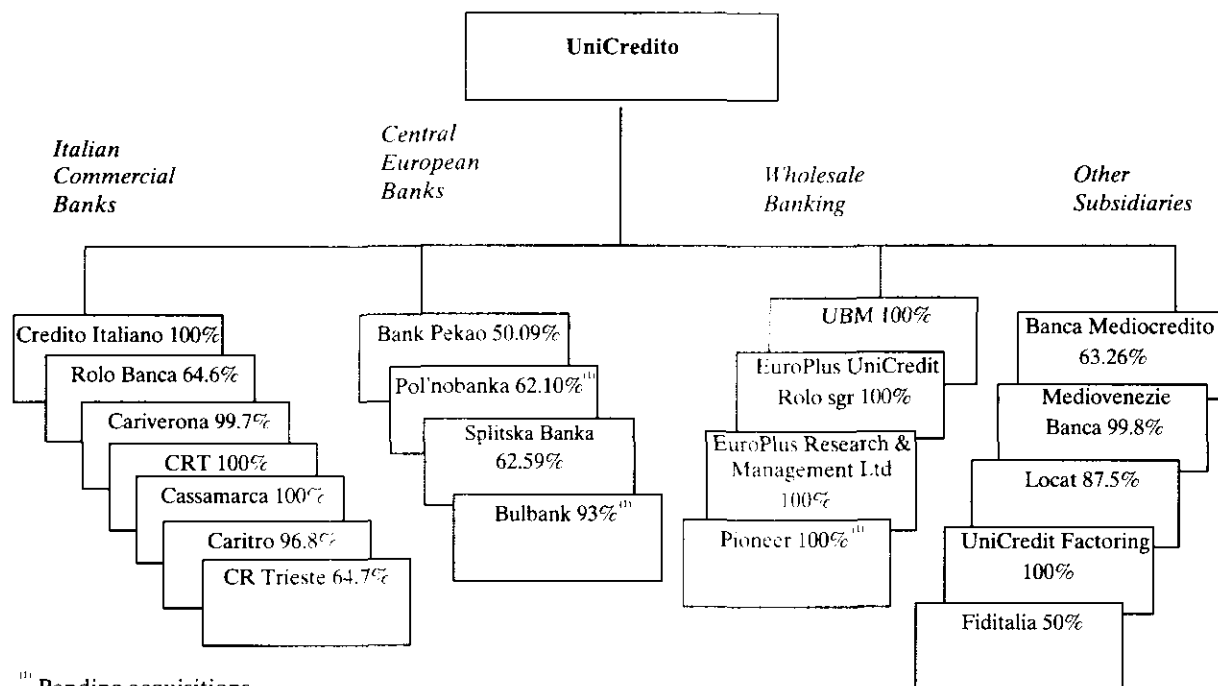 UniCredito
Italian
Commercial
Banks
Central
European
Banks
Wholesale
Banking
Other
Subsidiaries
Credito Italiano 100%
Rolo Banca 64.6%
Cariverona 99.7%
CRT 100%
Cassamarca 100%
Caritro 96.8%
CR Trieste 64.7%
Bank Pekao 50.09%
Pol'nobanka 62.10%(1)
Splitska Banka
62.59%
Bulbank 93%(1)
UBM 100%
EuroPlus UniCredit
Rolo sgr 100%
EuroPlus Research &
Management Ltd
100%
Pioneer 100%(1)
Banca Mediocredito
63.26%
Mediovenezie
Banca 99.8%
Locat 87.5%
UniCredit Factoring
100%
Fiditalia 50%
(1) Pending acquisitions